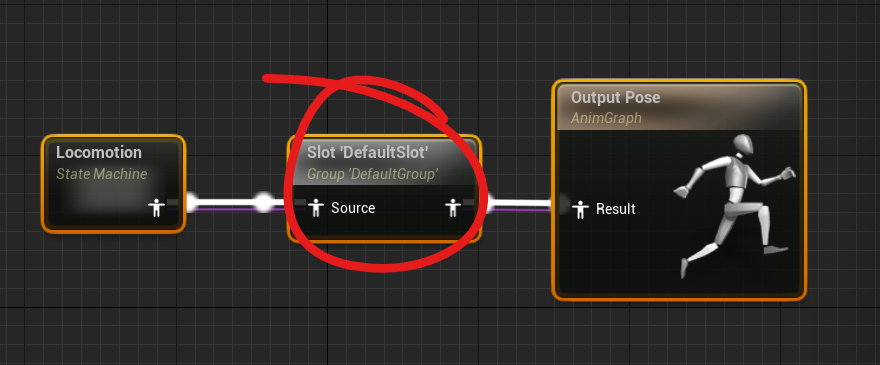 Locomotion
State Machine
Slot 'DefaultSlot'
Group 'DefaultGroup'
Source
Output Pose
AnimGraph
Result